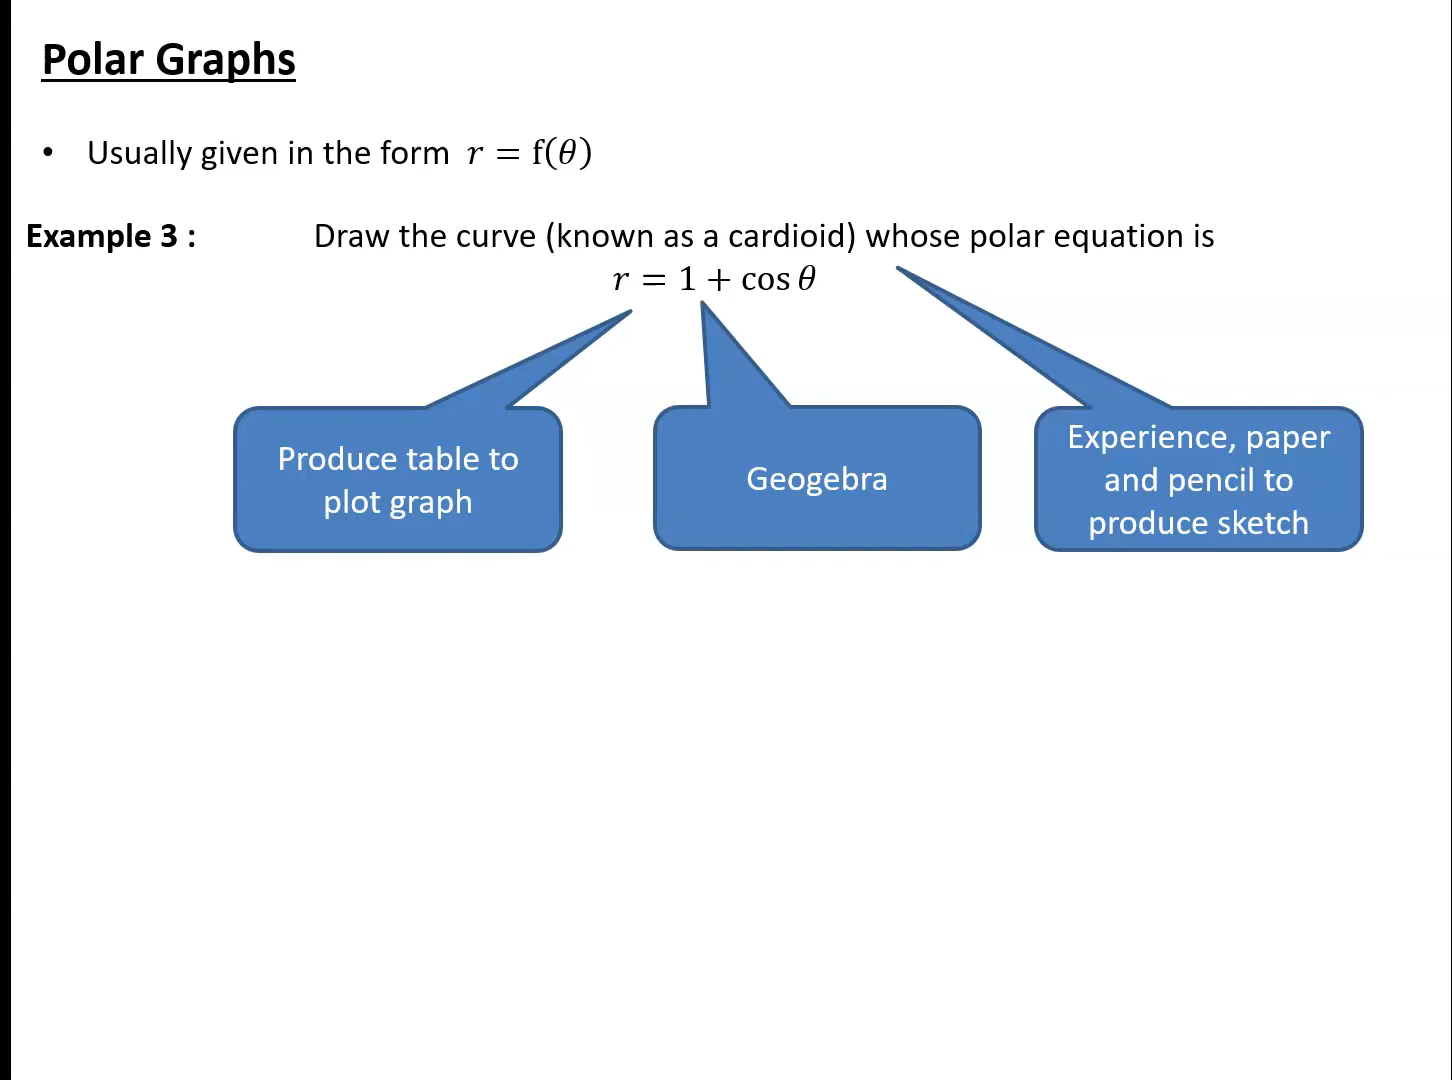 Polar Graphs
• Usually given in the form r = f(θ)
Example 3 : Draw the curve (known as a cardioid) whose polar equation is
r = 1 + cos θ
Produce table to
plot graph
Geogebra
Experience, paper
and pencil to
produce sketch